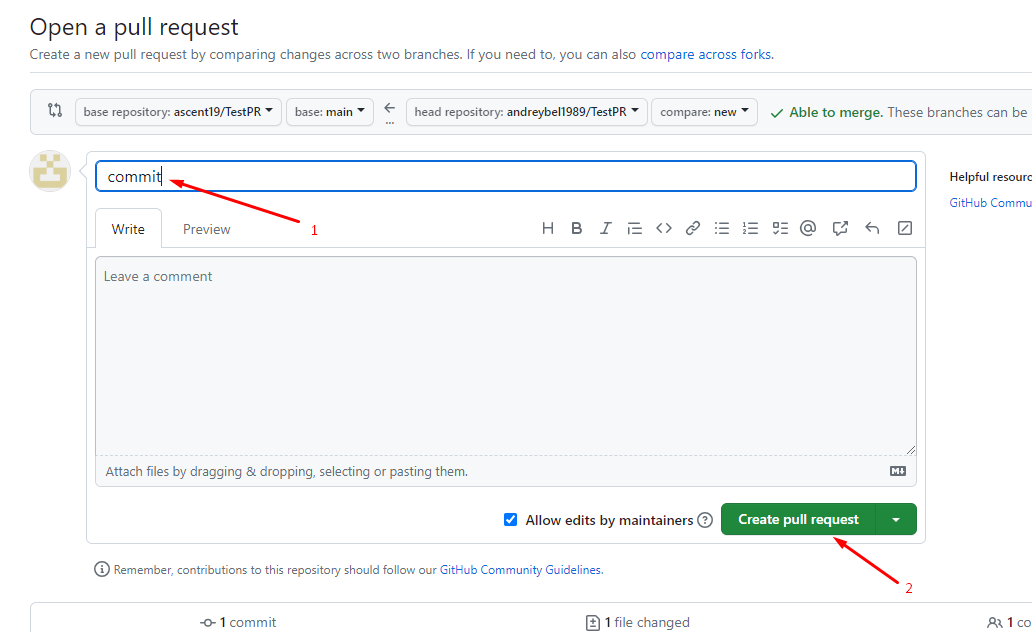 Open a pull request
Create a new pull request by comparing changes across two branches. If you need to, you can also compare across forks.
base repository: ascent19/TestPR base: main ← ... head repository: andreybel1989/TestPR compare: new ✓ Able to merge. These branches can be
commit
Helpful resourc
GitHub Commu
1
Write Preview H B I
Leave a comment
Attach files by dragging & dropping, selecting or pasting them.
Allow edits by maintainers ? Create pull request
2
Remember, contributions to this repository should follow our GitHub Community Guidelines.
1 commit 1 file changed 1 co